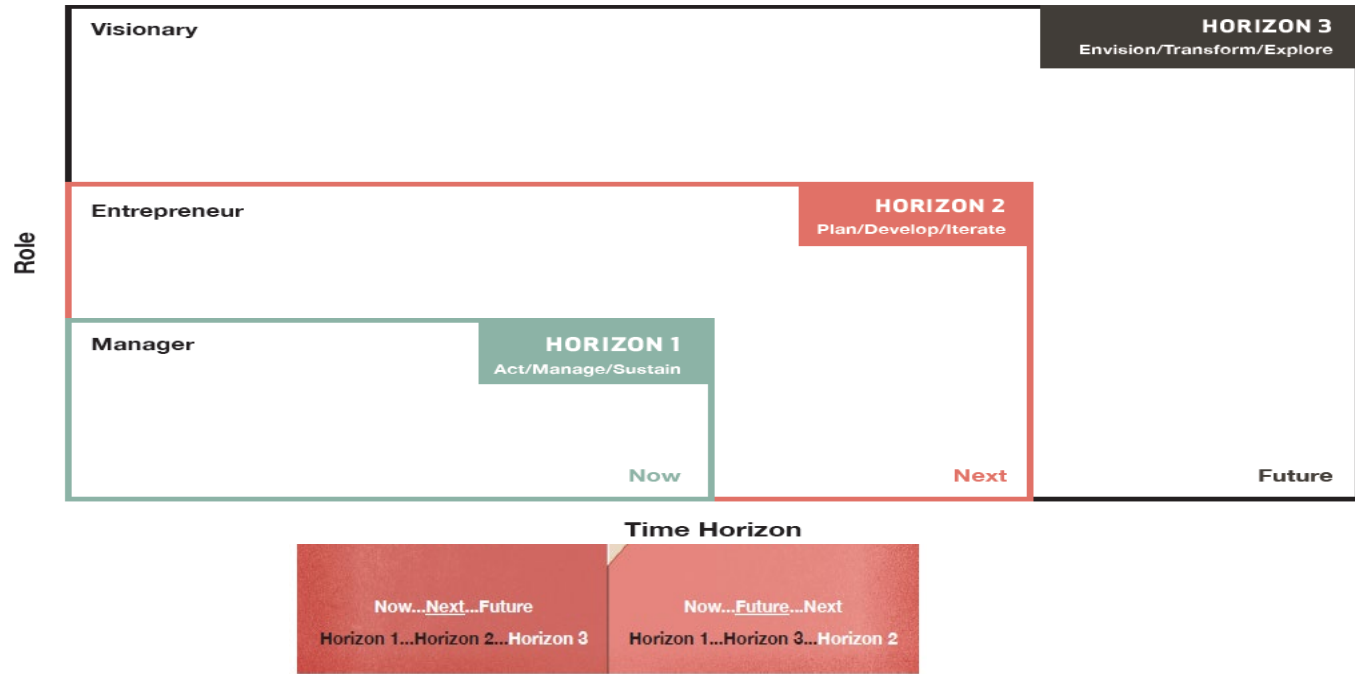 Visionary
HORIZON 3
Envision/Transform/Explore
Entrepreneur
HORIZON 2
Plan/Develop/Iterate
Role
Manager
HORIZON 1
Act/Manage/Sustain
Now
Next
Future
Time Horizon
Now...Next...Future
Horizon 1...Horizon 2...Horizon 3
Now...Future...Next
Horizon 1...Horizon 3...Horizon 2